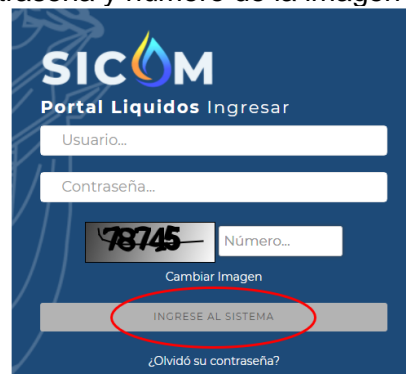 traseña y número de la imagen
SICOM
Portal Liquidos Ingresar
Usuario...
Contraseña...
78745
Número...
Cambiar Imagen
INGRESE AL SISTEMA
¿Olvidó su contraseña?